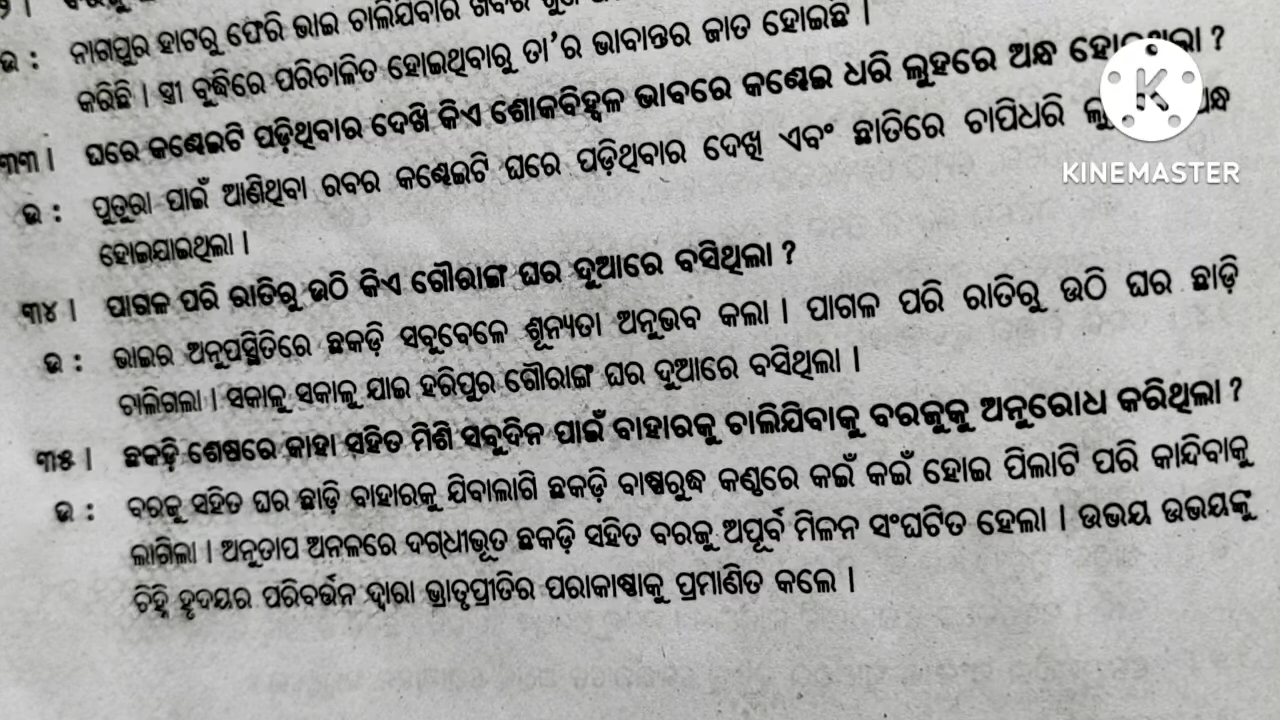 ଉ : ନାଗପୁର ହାଟରୁ ଫେରି ଭାଇ ଚାଲିଯିବାର ଖବର
କରିଛି । ସ୍ତ୍ରୀ ବୁଦ୍ଧିରେ ପରିଚାଳିତ ହୋଇଥିବାରୁ ତା’ର ଭାବାନ୍ତର ଜାତ ହୋଇଛି ।
୩୩ । ଘରେ କଣ୍ଢେଇଟି ପଡ଼ିଥିବାର ଦେଖି କିଏ ଶୋକବିହ୍ୱଳ ଭାବରେ କଣ୍ଢେଇ ଧରି ଲୁହରେ ଅନ୍ଧ ?
ଉ : ପୁତୁରା ପାଇଁ ଆଣିଥିବା ରବର କଣ୍ଢେଇଟି ଘରେ ପଡ଼ିଥିବାର ଦେଖି ଏବଂ ଛାତିରେ ଚାପିଧରି ଅନ୍ଧ
ହୋଇଯାଇଥିଲା ।
୩୪ । ପାଗଳ ପରି ରାତିରୁ ଉଠି କିଏ ଗୌରାଙ୍ଗ ଘର ଦୁଆରେ ବସିଥିଲା ?
ଉ : ଭାଇର ଅନୁପସ୍ଥିତିରେ ଛକଡ଼ି ସବୁବେଳେ ଶୂନ୍ୟତା ଅନୁଭବ କଲା । ପାଗଳ ପରି ରାତିରୁ ଉଠି ଘର ଛାଡ଼ି
ଚାଲିଗଲା । ସକାଳୁ ସକାଳୁ ଯାଇ ହରିପୁର ଗୌରାଙ୍ଗ ଘର ଦୁଆରେ ବସିଥିଲା ।
୩୫ । ଛକଡ଼ି ଶେଷରେ କାହା ସହିତ ମିଶି ସବୁଦିନ ପାଇଁ ବାହାରକୁ ଚାଲିଯିବାକୁ ବରଜୁକୁ ଅନୁରୋଧ କରିଥିଲା ?
ଉ : ବରଜୁ ସହିତ ଘର ଛାଡ଼ି ବାହାରକୁ ଯିବାଲାଗି ଛକଡ଼ି ବାଷ୍ପରୁଦ୍ଧ କଣ୍ଠରେ କଇଁ କଇଁ ହୋଇ ପିଲାଟି ପରି କାନ୍ଦିବାକୁ
ଲାଗିଲା । ଅନୁତାପ ଅନଳରେ ଦଗ୍ଧୀଭୂତ ଛକଡ଼ି ସହିତ ବରଜୁ ଅପୂର୍ବ ମିଳନ ସଂଘଟିତ ହେଲା । ଉଭୟ ଉଭୟଙ୍କୁ
ଚିହ୍ନି ହୃଦୟର ପରିବର୍ତ୍ତନ ଦ୍ୱାରା ଭ୍ରାତୃପ୍ରୀତିର ପରାକାଷ୍ଠାକୁ ପ୍ରମାଣିତ କଲେ ।
K
KINEMASTER